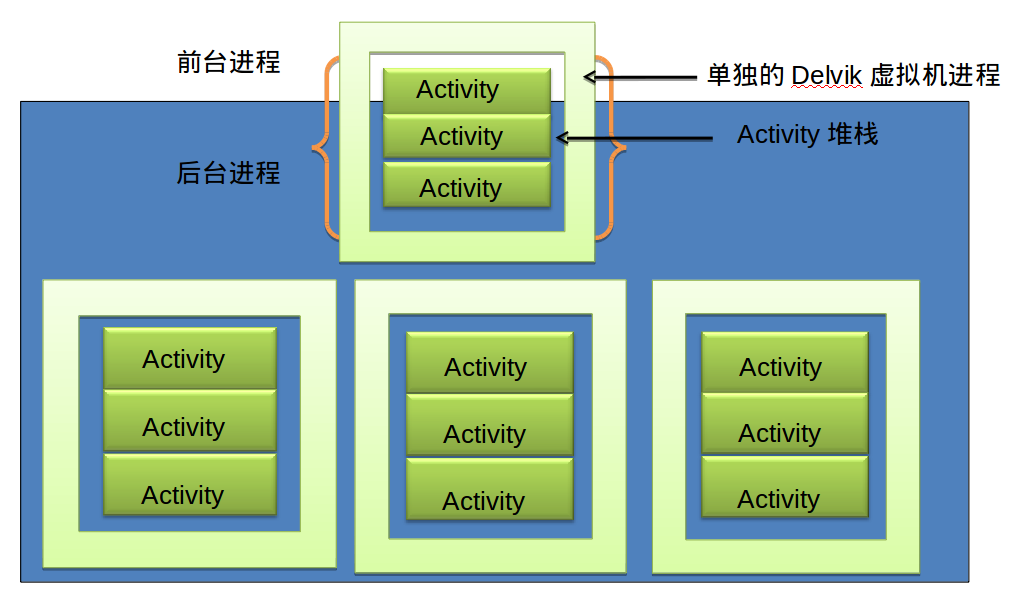 前台进程
单独的 Delvik 虚拟机进程
Activity
Activity
Activity 堆栈
后台进程
Activity
Activity
Activity
Activity
Activity
Activity
Activity
Activity
Activity
Activity